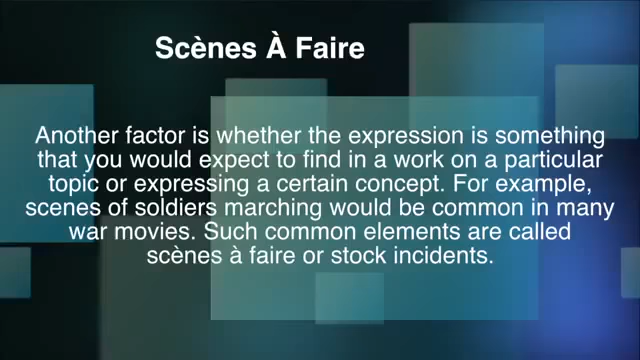 Scènes À Faire
Another factor is whether the expression is something
that you would expect to find in a work on a particular
topic or expressing a certain concept. For example,
scenes of soldiers marching would be common in many
war movies. Such common elements are called
scènes à faire or stock incidents.